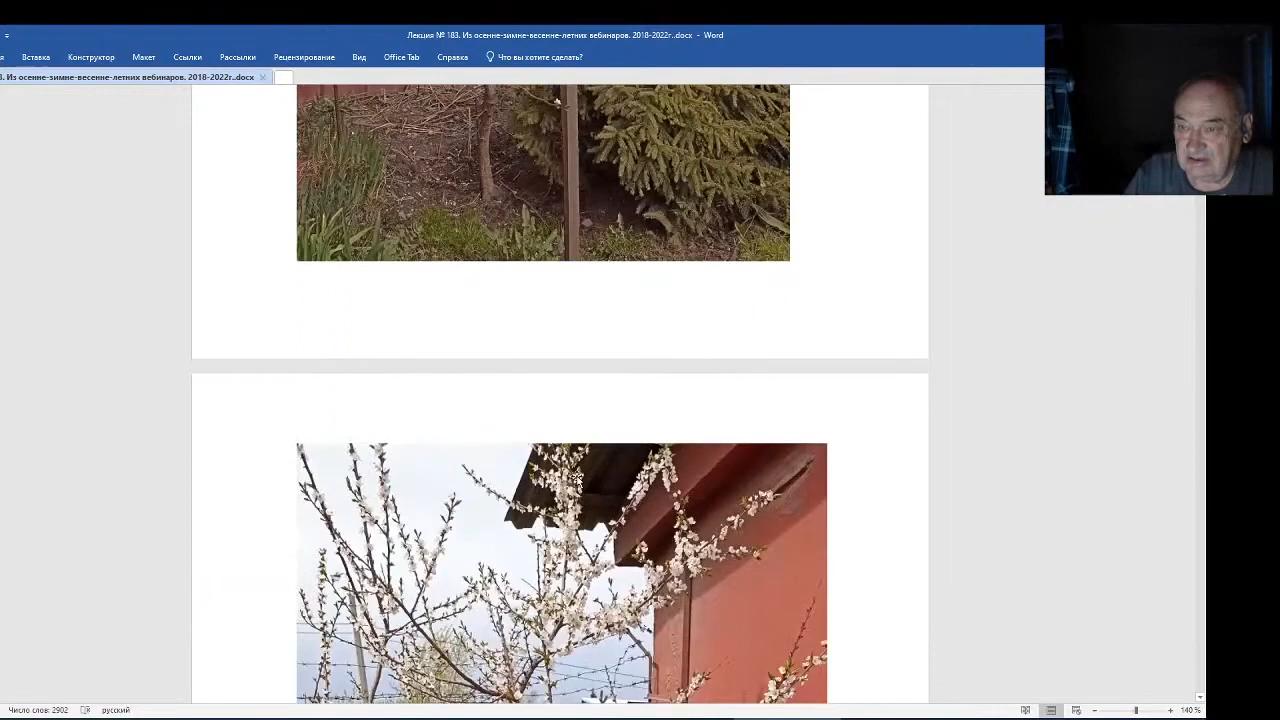 Лекция № 183. Из осенне-зимне-весенне-летних вебинаров. 2018-2022г..docx - Word
я Вставка Конструктор Макет Ссылки Рассылки Рецензирование Вид Office Tab Справка Что вы хотите сделать?
3. Из осенне-зимне-весенне-летних вебинаров. 2018-2022г..docx
Число слов: 2902 русский 140 %